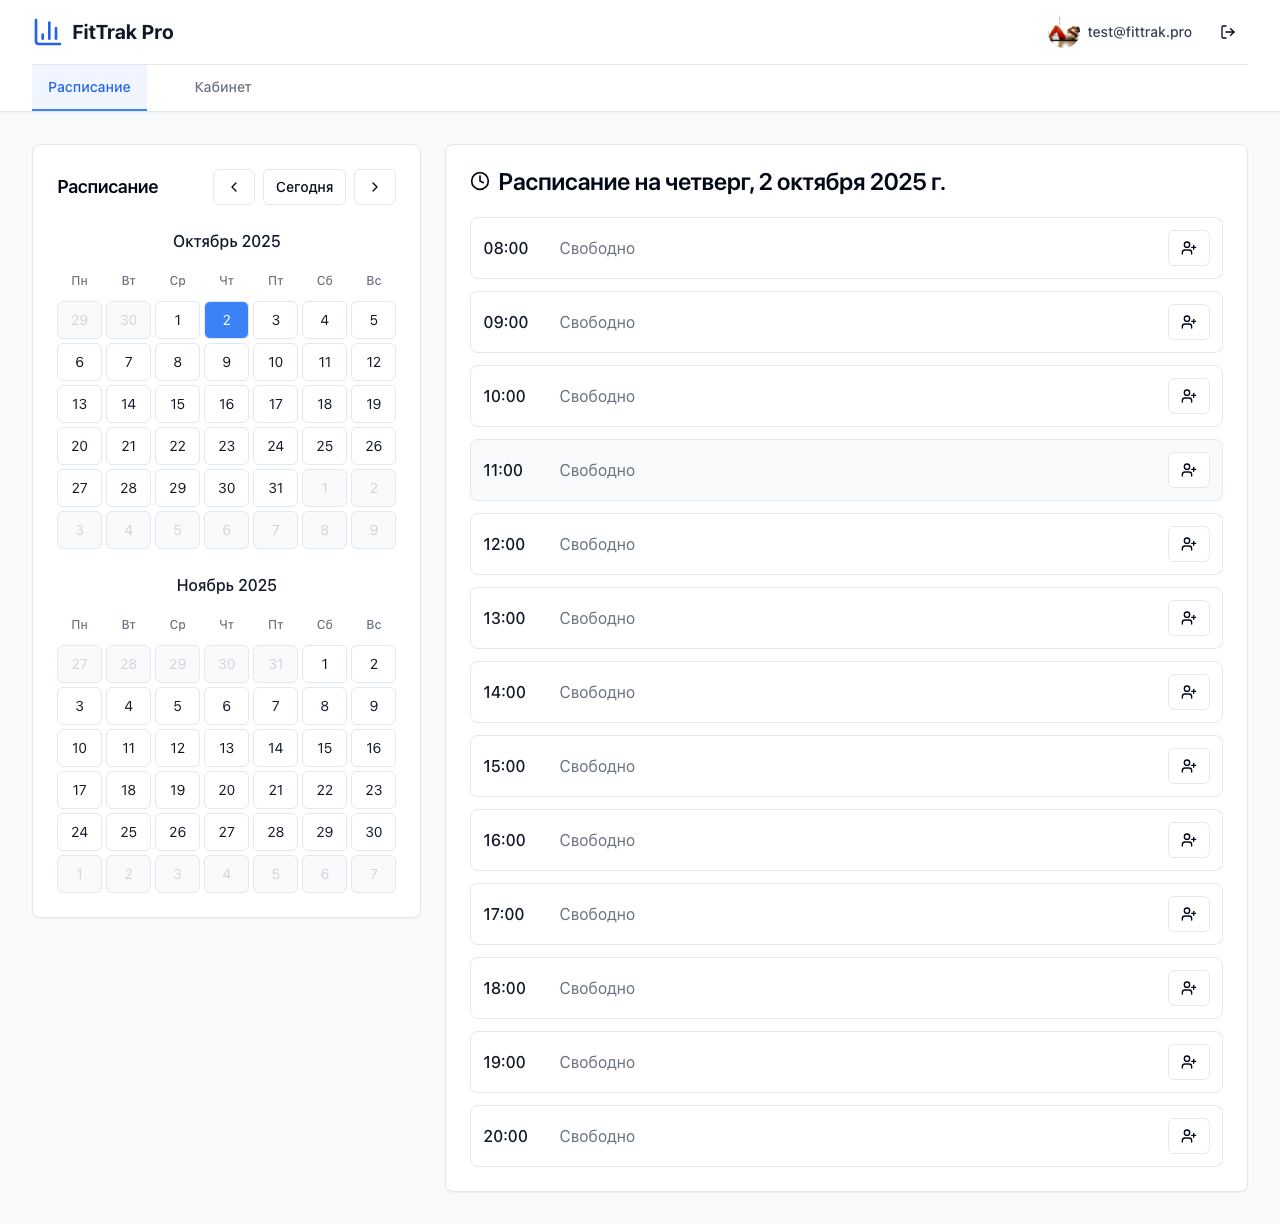 FitTrak Pro
test@fittrak.pro
Расписание Кабинет
Расписание
Сегодня
Октябрь 2025
Пн Вт Ср Чт Пт Сб Вс
29 30 1 2 3 4 5
6 7 8 9 10 11 12
13 14 15 16 17 18 19
20 21 22 23 24 25 26
27 28 29 30 31 1 2
3 4 5 6 7 8 9
Ноябрь 2025
Пн Вт Ср Чт Пт Сб Вс
27 28 29 30 31 1 2
3 4 5 6 7 8 9
10 11 12 13 14 15 16
17 18 19 20 21 22 23
24 25 26 27 28 29 30
1 2 3 4 5 6 7
Расписание на четверг, 2 октября 2025 г.
08:00 Свободно
09:00 Свободно
10:00 Свободно
11:00 Свободно
12:00 Свободно
13:00 Свободно
14:00 Свободно
15:00 Свободно
16:00 Свободно
17:00 Свободно
18:00 Свободно
19:00 Свободно
20:00 Свободно